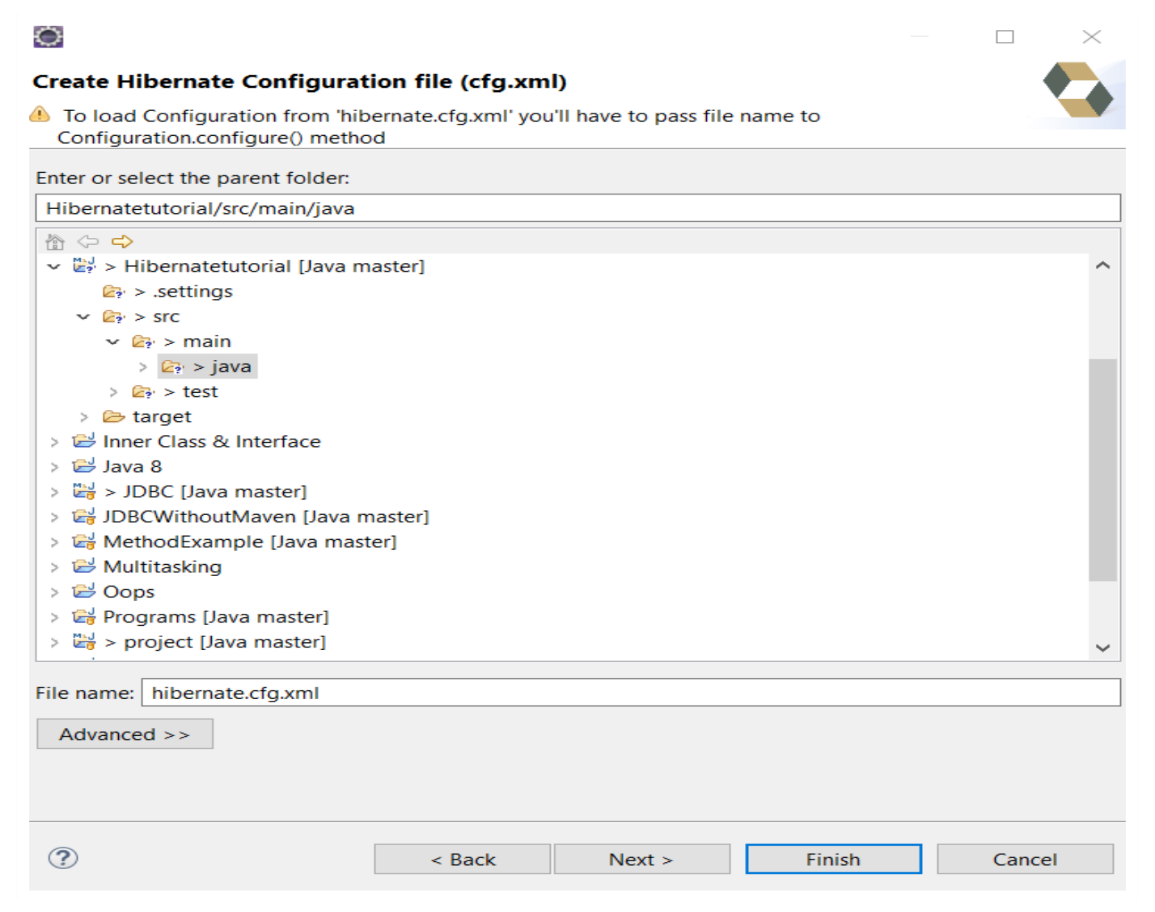 Create Hibernate Configuration file (cfg.xml)
To load Configuration from 'hibernate.cfg.xml' you'll have to pass file name to
Configuration.configure() method
Enter or select the parent folder:
Hibernatetutorial/src/main/java
> Hibernatetutorial [Java master]
> .settings
> src
> main
> java
> test
target
Inner Class & Interface
Java 8
> JDBC [Java master]
JDBCWithoutMaven [Java master]
MethodExample [Java master]
Multitasking
Oops
Programs [Java master]
> project [Java master]
File name: hibernate.cfg.xml
Advanced >>
< Back Next > Finish Cancel